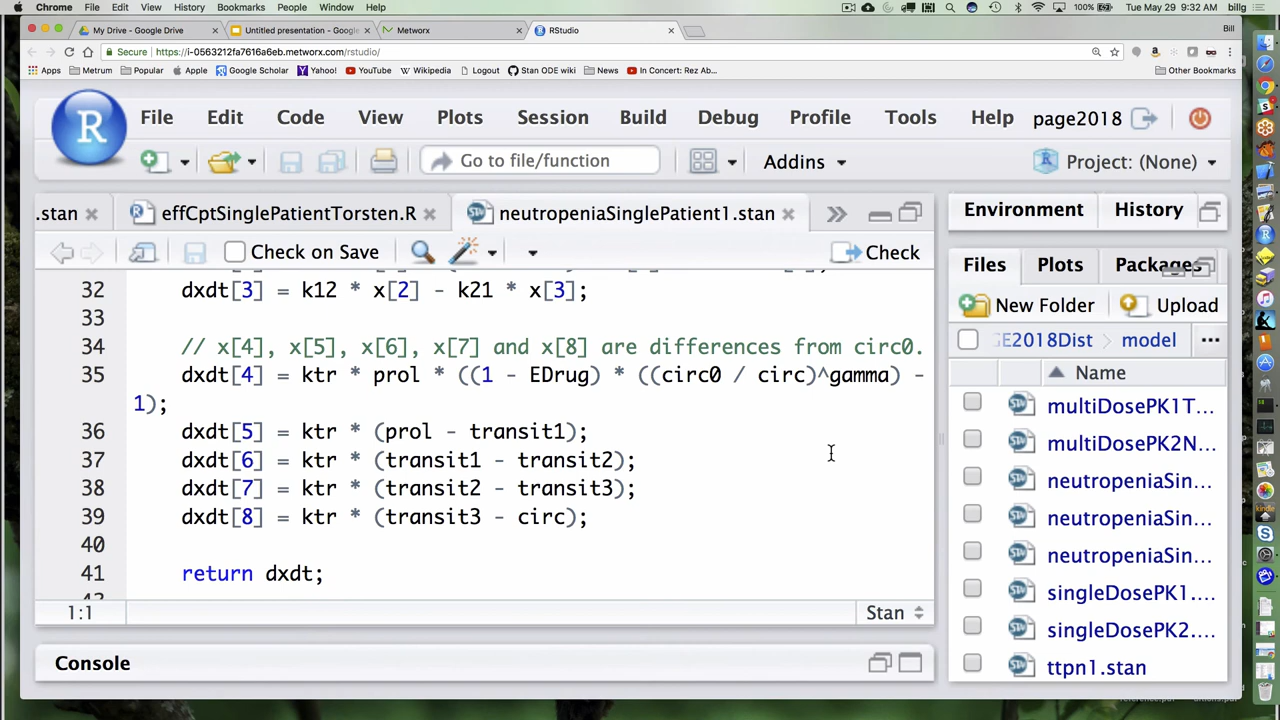 Chrome File Edit View History Bookmarks People Window Help 100% Tue May 29 9:32 AM billg
My Drive - Google Drive Untitled presentation - Google Metworx RStudio Bill
Secure https://i-0563212fa7616a6eb.metworx.com/rstudio/
Apps Metrum Popular Apple Google Scholar Yahoo! YouTube Wikipedia Logout Stan ODE wiki News In Concert: Rez Ab... Other Bookmarks
R File Edit Code View Plots Session Build Debug Profile Tools Help page2018
Go to file/function Addins Project: (None)
.stan effCptSinglePatientTorsten.R neutropeniaSinglePatient1.stan
Check on Save Check
32 dxdt[3] = k12 * x[2] - k21 * x[3];
33
34 // x[4], x[5], x[6], x[7] and x[8] are differences from circ0.
35 dxdt[4] = ktr * prol * ((1 - EDrug) * ((circ0 / circ)^gamma) -
1);
36 dxdt[5] = ktr * (prol - transit1);
37 dxdt[6] = ktr * (transit1 - transit2);
38 dxdt[7] = ktr * (transit2 - transit3);
39 dxdt[8] = ktr * (transit3 - circ);
40
41 return dxdt;
1:1 Stan
Console
Environment History
Files Plots Packages
New Folder Upload
E2018Dist model ...
Name
multiDosePK1T...
multiDosePK2N...
neutropeniaSin...
neutropeniaSin...
neutropeniaSin...
singleDosePK1....
singleDosePK2....
ttpn1.stan